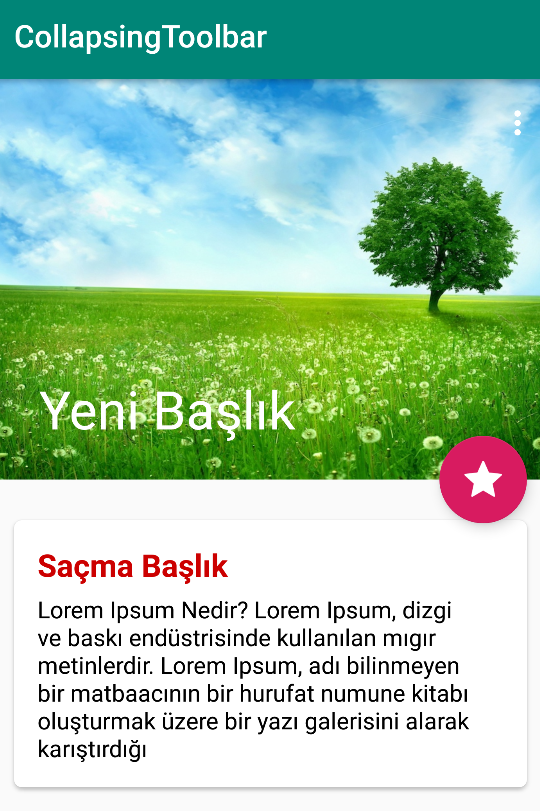 CollapsingToolbar
Yeni Başlık
Saçma Başlık
Lorem Ipsum Nedir? Lorem Ipsum, dizgi
ve baskı endüstrisinde kullanılan mıgır
metinlerdir. Lorem Ipsum, adı bilinmeyen
bir matbaacının bir hurufat numune kitabı
oluşturmak üzere bir yazı galerisini alarak
karıştırdığı